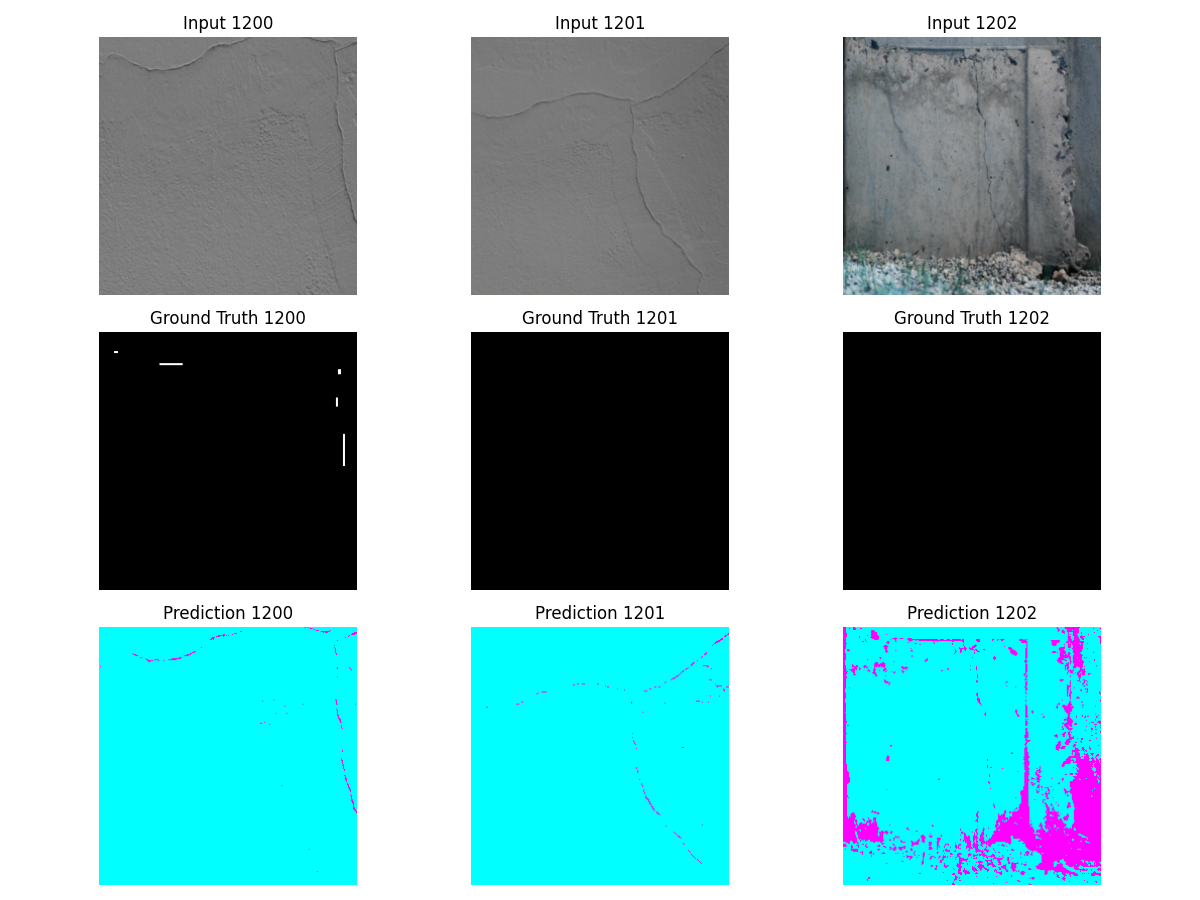 Input 1200
Input 1201
Input 1202
Ground Truth 1200
Ground Truth 1201
Ground Truth 1202
Prediction 1200
Prediction 1201
Prediction 1202